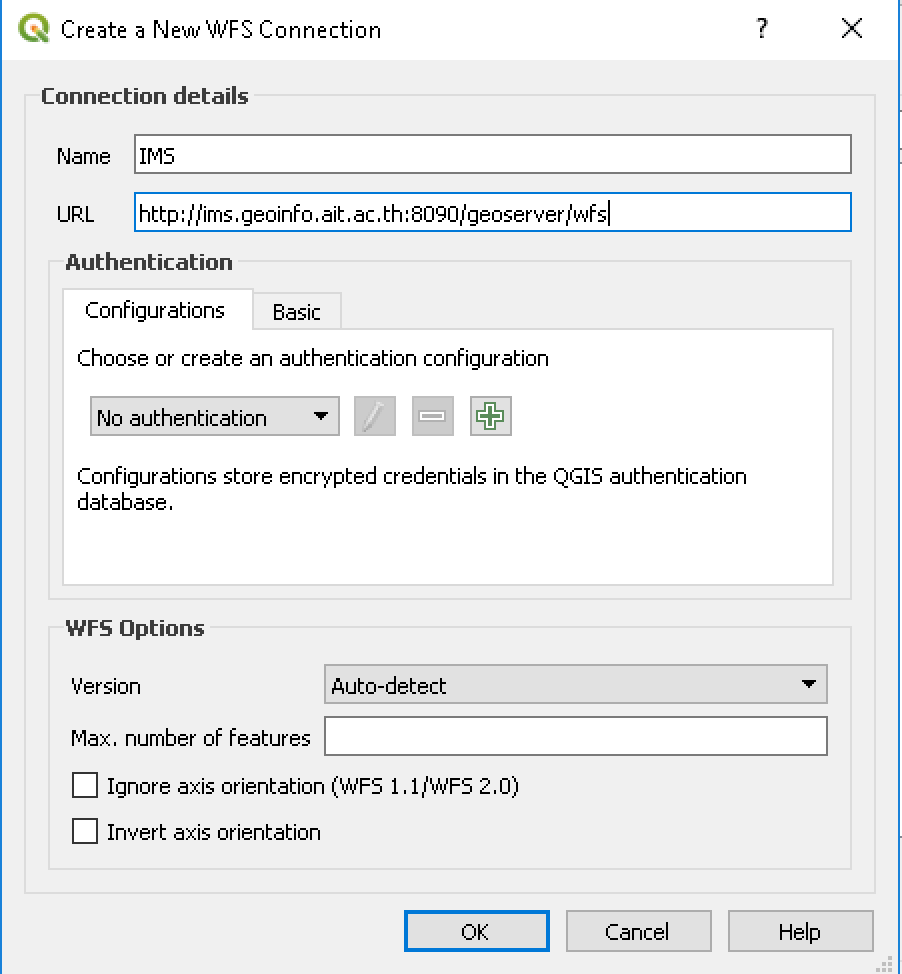 Create a New WFS Connection
?
Connection details
Name IMS
URL http://ims.geoinfo.ait.ac.th:8090/geoserver/wfs
Authentication
Configurations Basic
Choose or create an authentication configuration
No authentication
Configurations store encrypted credentials in the QGIS authentication
database.
WFS Options
Version Auto-detect
Max. number of features
Ignore axis orientation (WFS 1.1/WFS 2.0)
Invert axis orientation
OK Cancel Help